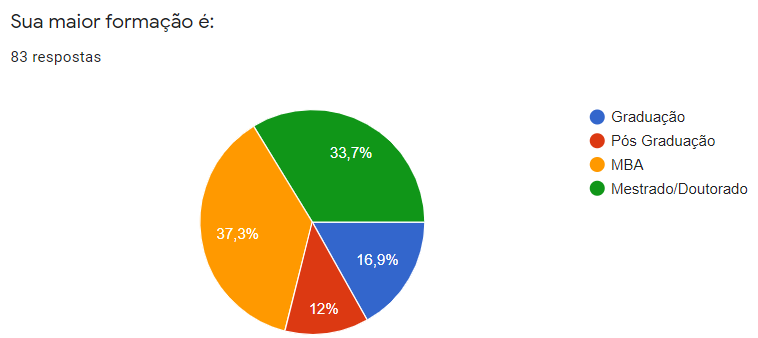 Sua maior formação é:
83 respostas
33,7%
37,3%
16,9%
12%
Graduação
Pós Graduação
MBA
Mestrado/Doutorado